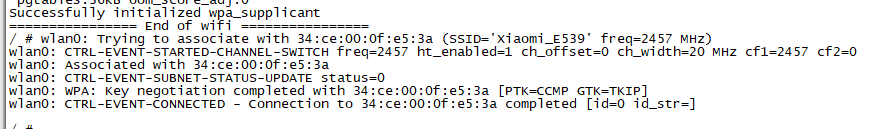 Successfully initialized wpa_supplicant
================ End of wifi ================
/ # wlan0: Trying to associate with 34:ce:00:0f:e5:3a (SSID='Xiaomi_E539' freq=2457 MHz)
wlan0: CTRL-EVENT-STARTED-CHANNEL-SWITCH freq=2457 ht_enabled=1 ch_offset=0 ch_width=20 MHz cf1=2457 cf2=0
wlan0: Associated with 34:ce:00:0f:e5:3a
wlan0: CTRL-EVENT-SUBNET-STATUS-UPDATE status=0
wlan0: WPA: Key negotiation completed with 34:ce:00:0f:e5:3a [PTK=CCMP GTK=TKIP]
wlan0: CTRL-EVENT-CONNECTED - Connection to 34:ce:00:0f:e5:3a completed [id=0 id_str=]
/ #